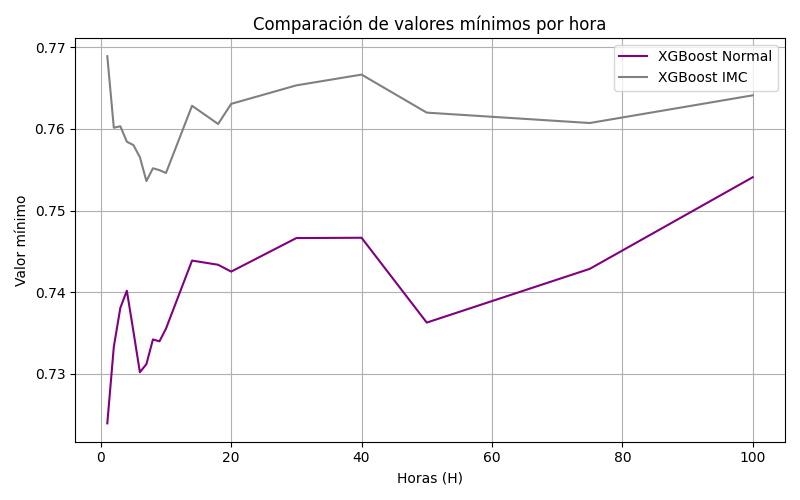 Comparación de valores mínimos por hora
XGBoost Normal
XGBoost IMC
Valor mínimo
0.77
0.76
0.75
0.74
0.73
0 20 40 60 80 100
Horas (H)